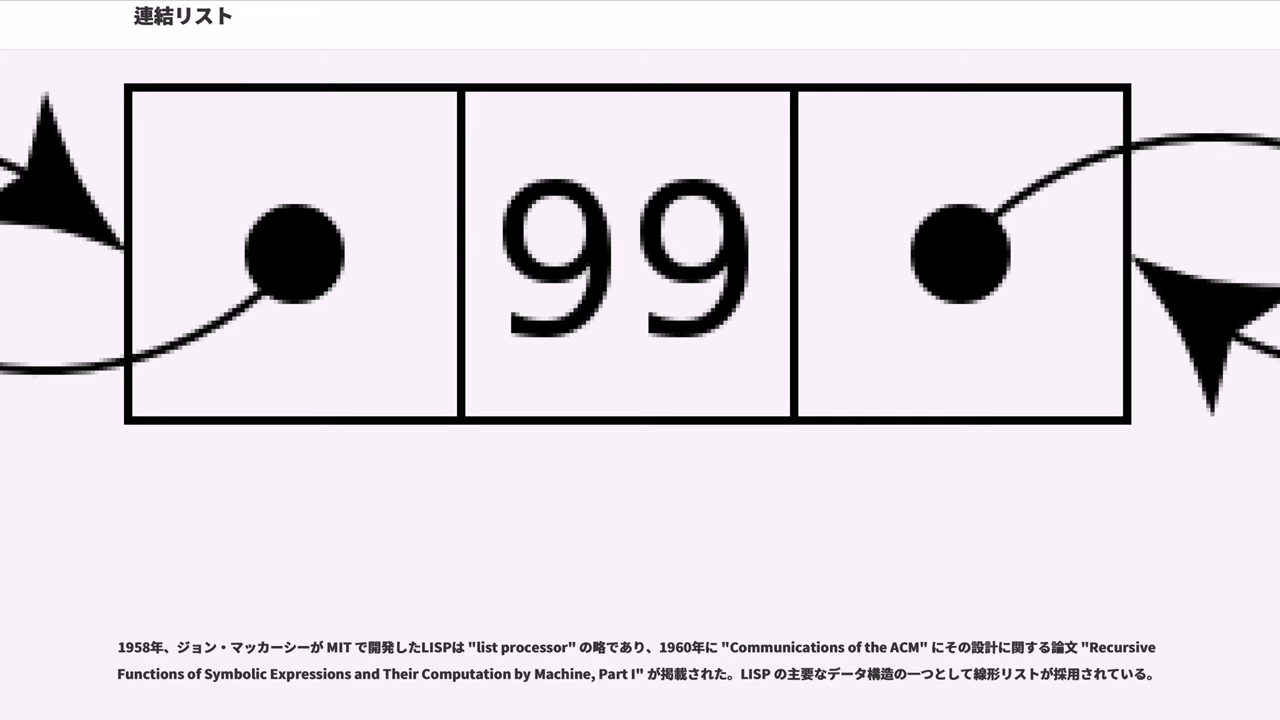 連結リスト
99
1958年、ジョン・マッカーシーが MIT で開発したLISPは "list processor" の略であり、1960年に "Communications of the ACM" にその設計に関する論文 "Recursive
Functions of Symbolic Expressions and Their Computation by Machine, Part I" が掲載された。LISP の主要なデータ構造の一つとして線形リストが採用されている。